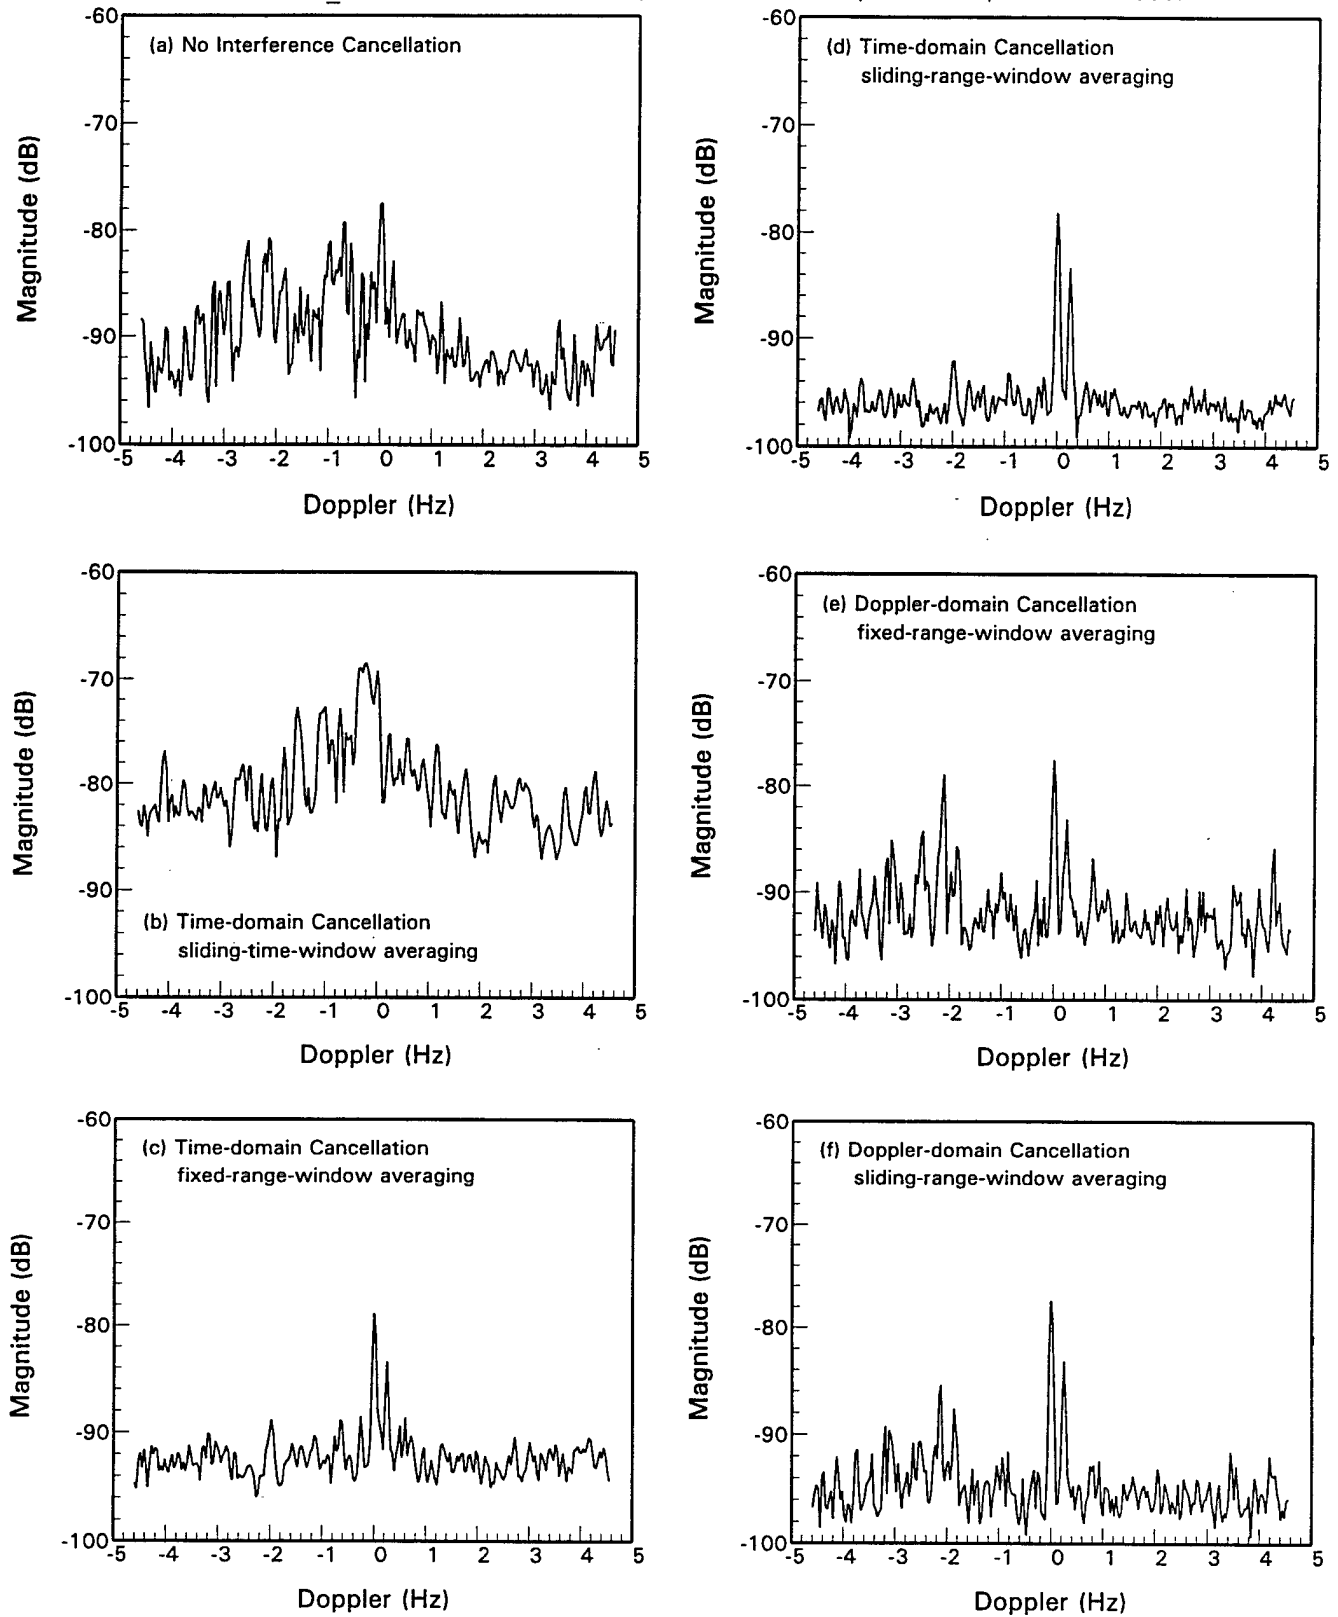 -60
(a) No Interference Cancellation
-70
-80
-90
-100
Magnitude (dB)
-5 -4 -3 -2 -1 0 1 2 3 4 5
Doppler (Hz)
-60
(d) Time-domain Cancellation
sliding-range-window averaging
-70
-80
-90
-100
Magnitude (dB)
-5 -4 -3 -2 -1 0 1 2 3 4 5
Doppler (Hz)
-60
-70
-80
-90
(b) Time-domain Cancellation
sliding-time-window averaging
-100
Magnitude (dB)
-5 -4 -3 -2 -1 0 1 2 3 4 5
Doppler (Hz)
-60
(e) Doppler-domain Cancellation
fixed-range-window averaging
-70
-80
-90
-100
Magnitude (dB)
-5 -4 -3 -2 -1 0 1 2 3 4 5
Doppler (Hz)
-60
(c) Time-domain Cancellation
fixed-range-window averaging
-70
-80
-90
-100
Magnitude (dB)
-5 -4 -3 -2 -1 0 1 2 3 4 5
Doppler (Hz)
-60
(f) Doppler-domain Cancellation
sliding-range-window averaging
-70
-80
-90
-100
Magnitude (dB)
-5 -4 -3 -2 -1 0 1 2 3 4 5
Doppler (Hz)